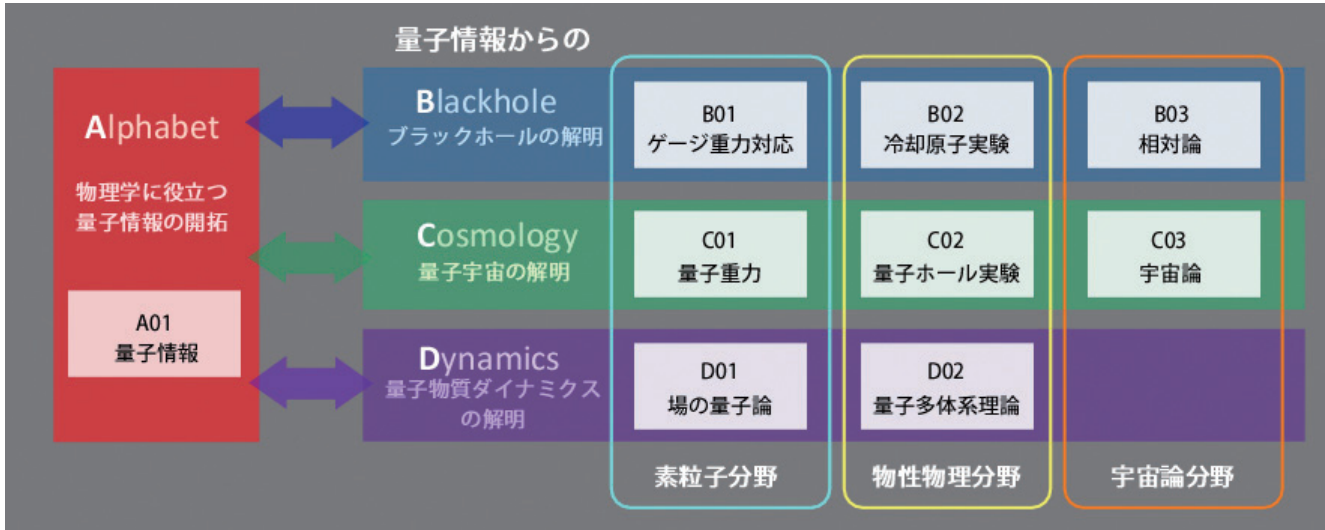 量子情報からの
Alphabet
物理学に役立つ
量子情報の開拓
A01
量子情報
Blackhole
ブラックホールの解明
B01
ゲージ重力対応
B02
冷却原子実験
B03
相対論
Cosmology
量子宇宙の解明
C01
量子重力
C02
量子ホール実験
C03
宇宙論
Dynamics
量子物質ダイナミクス
の解明
D01
場の量子論
D02
量子多体系理論
素粒子分野
物性物理分野
宇宙論分野